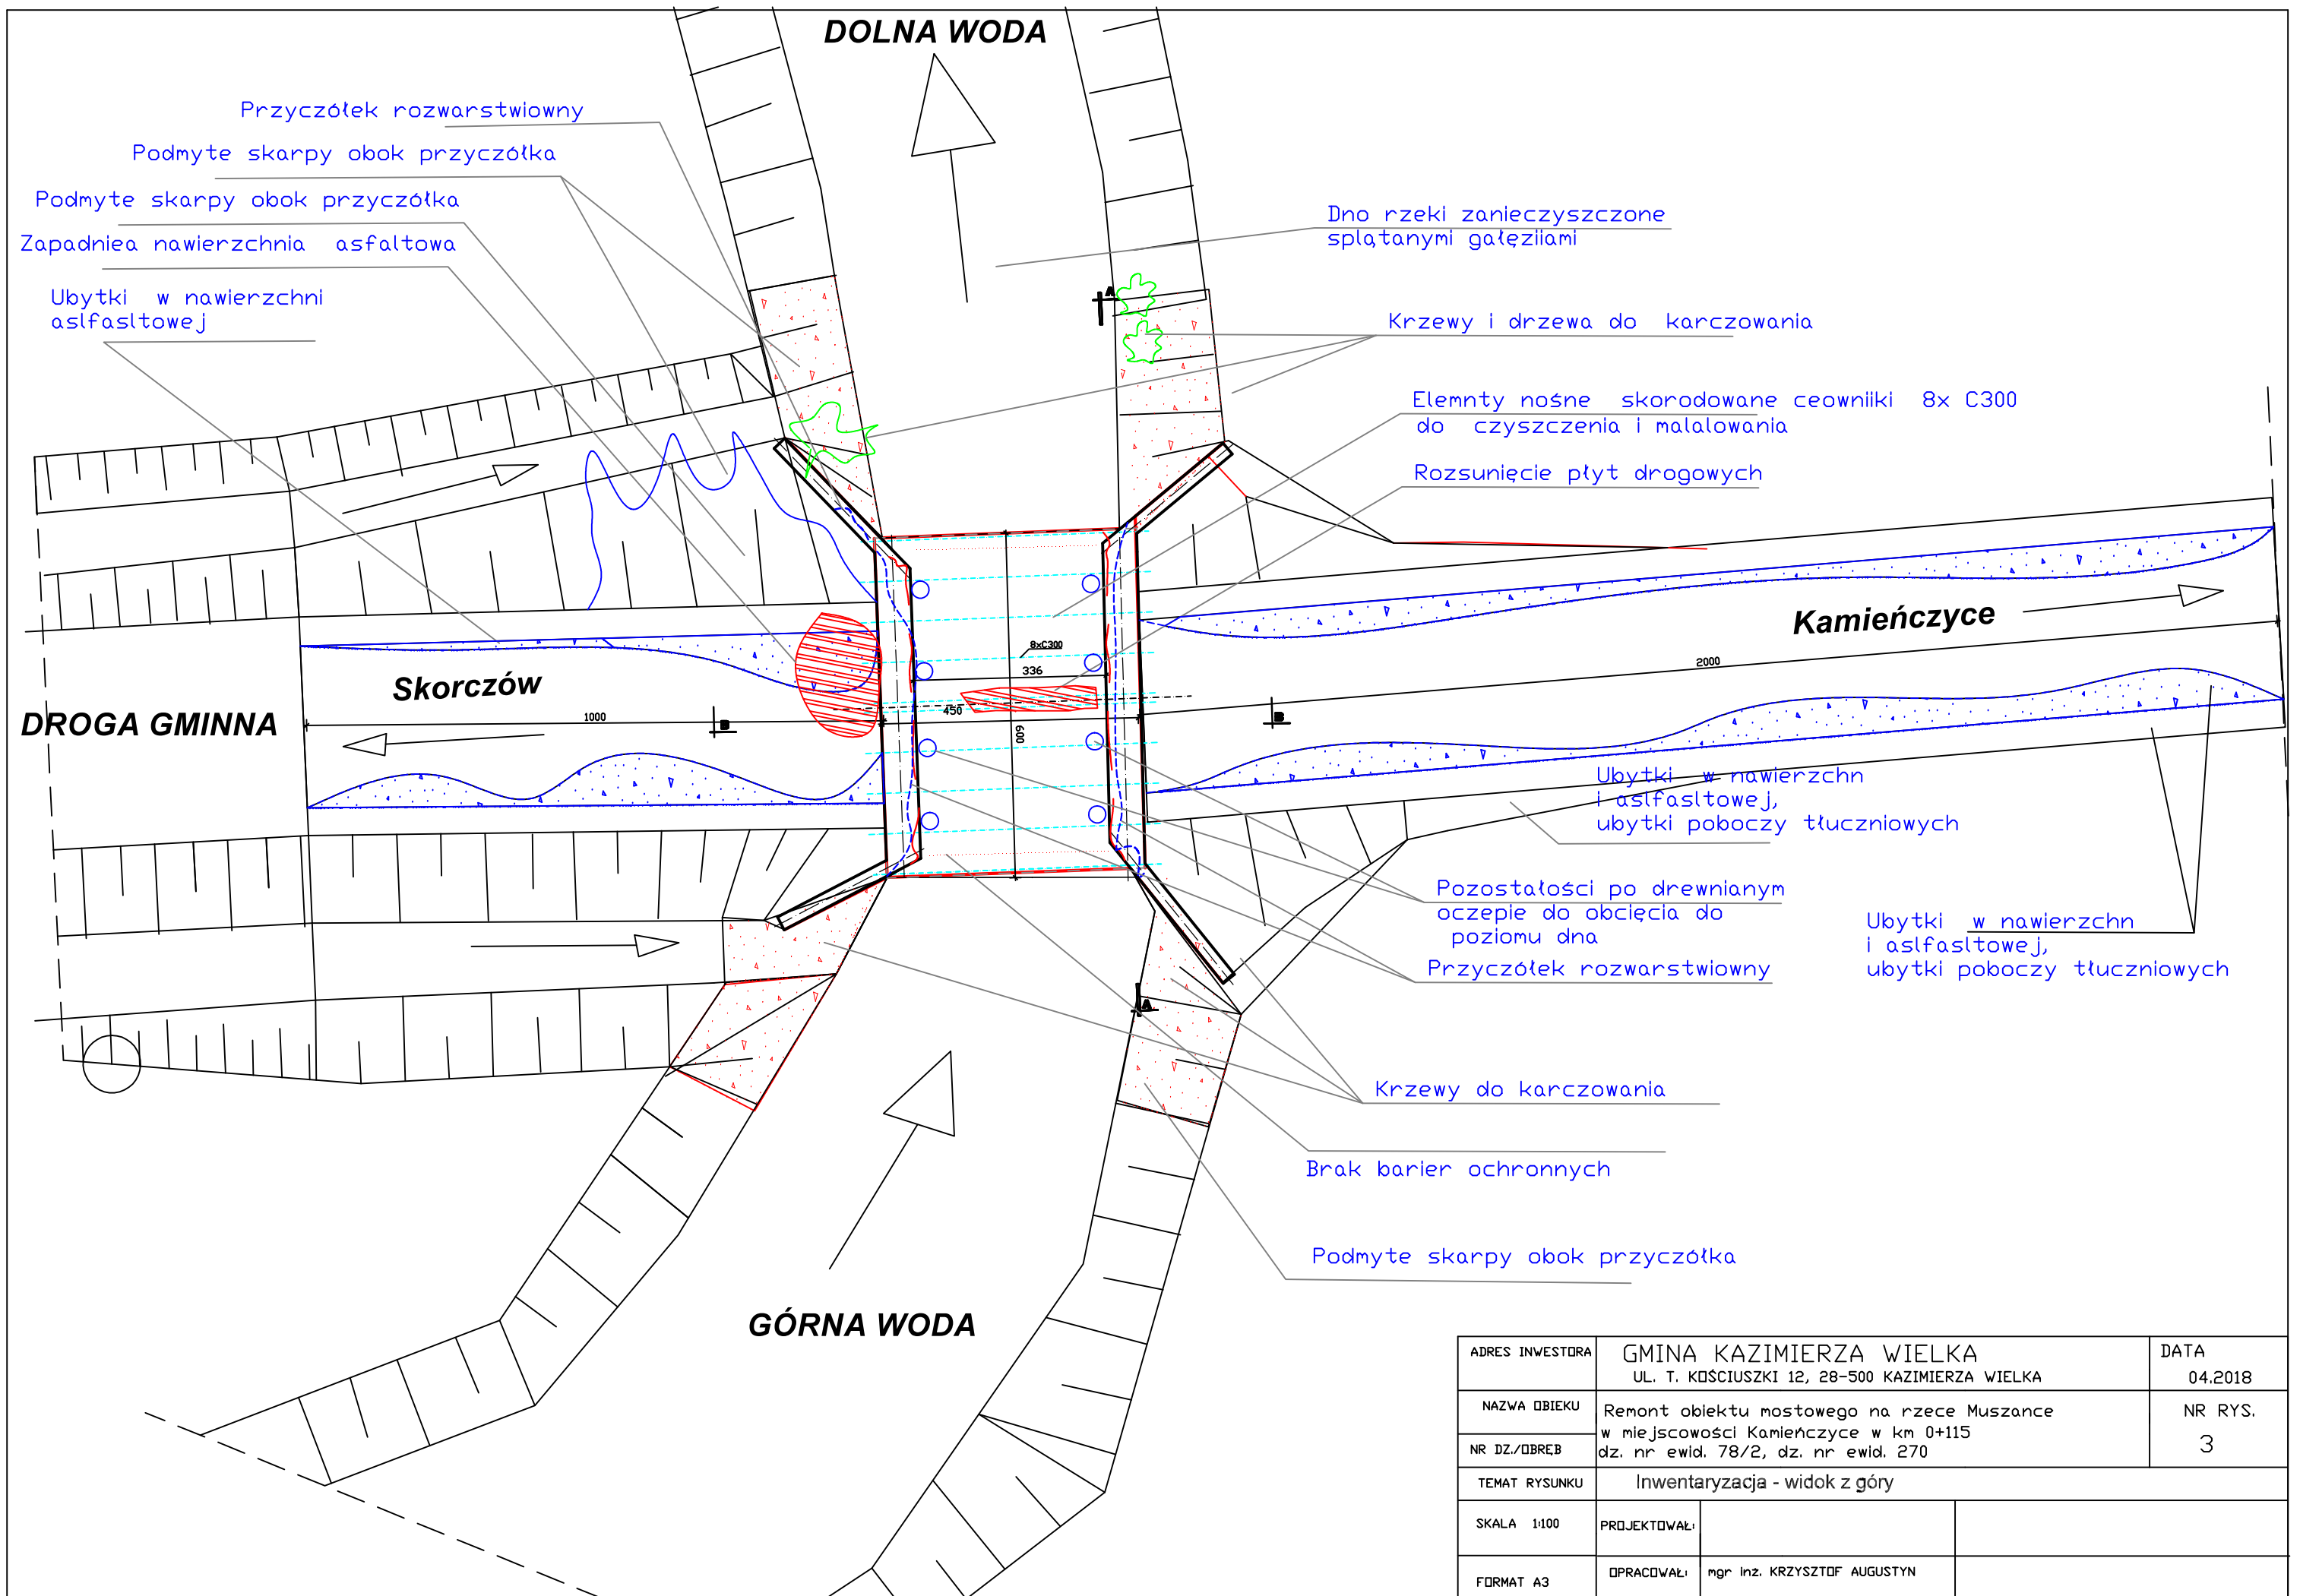 DOLNA WODA
Przyczółek rozwarstwiowny
Podmyte skarpy obok przyczółka
Podmyte skarpy obok przyczółka
Zapadniea nawierzchnia asfaltowa
Ubytki w nawierzchni
aslfasltowej
Dno rzeki zanieczyszczone
splątanymi gałęziiami
A
Krzewy i drzewa do karczowania
Elemnty nośne skorodowane ceowniiki 8x C300
do czyszczenia i malalowania
Rozsunięcie płyt drogowych
Kamieńczyce
2000
8xC300
336
Skorczów
DROGA GMINNA
1000
B
450
600
B
Ubytki w nawierzchn
i aslfasltowej,
ubytki poboczy tłuczniowych
Pozostałości po drewnianym
oczepie do obcięcia do
poziomu dna
Przyczółek rozwarstwiowny
Ubytki w nawierzchn
i aslfasltowej,
ubytki poboczy tłuczniowych
A
Krzewy do karczowania
Brak barier ochronnych
Podmyte skarpy obok przyczółka
GÓRNA WODA
ADRES INWESTORA
GMINA KAZIMIERZA WIELKA
UL. T. KOŚCIUSZKI 12, 28-500 KAZIMIERZA WIELKA
DATA
04.2018
NAZWA OBIEKU
Remont obiektu mostowego na rzece Muszance
w miejscowości Kamieńczyce w km 0+115
NR RYS.
3
NR DZ./OBRĘB
dz. nr ewid. 78/2, dz. nr ewid. 270
TEMAT RYSUNKU
Inwentaryzacja - widok z góry
SKALA 1:100
PROJEKTOWAŁ:
FORMAT A3
OPRACOWAŁ:
mgr inż. KRZYSZTOF AUGUSTYN